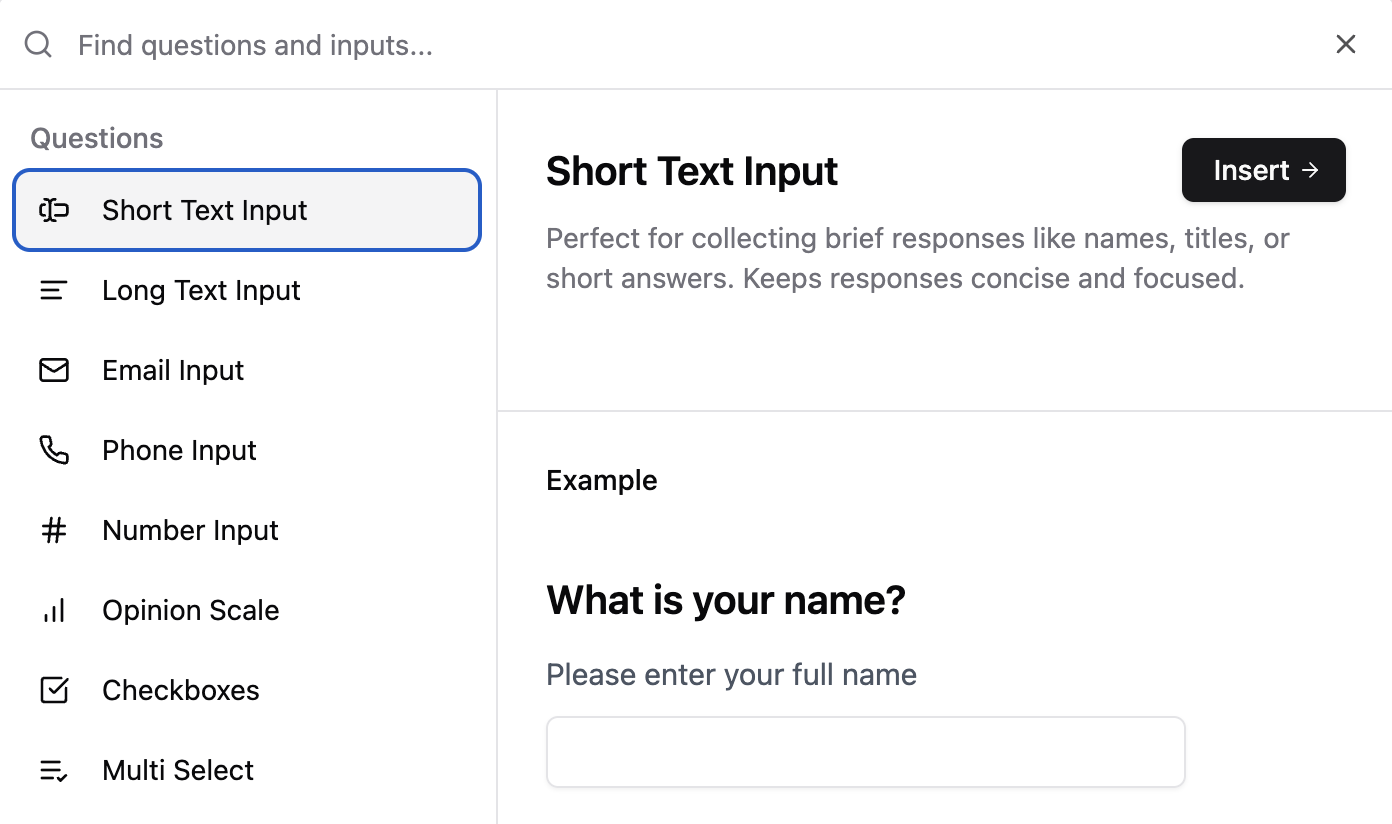 Find questions and inputs...
Questions
Short Text Input
Long Text Input
Email Input
Phone Input
Number Input
Opinion Scale
Checkboxes
Multi Select
Short Text Input
Insert →
Perfect for collecting brief responses like names, titles, or
short answers. Keeps responses concise and focused.
Example
What is your name?
Please enter your full name